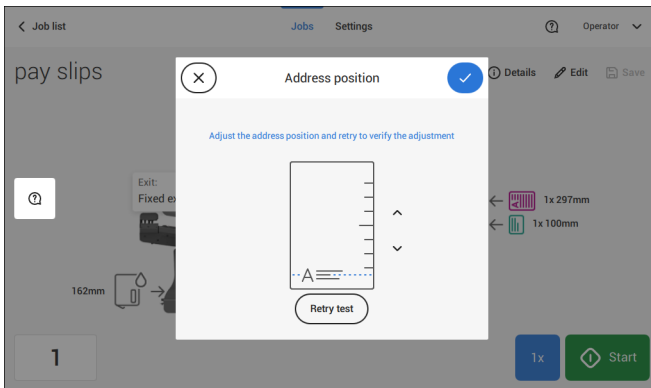 Job list
Jobs
Settings
Operator
pay slips
Address position
Details
Edit
Save
Adjust the address position and retry to verify the adjustment
Exit:
Fixed ex
1x 297mm
1x 100mm
162mm
A
Retry test
1
1x
Start